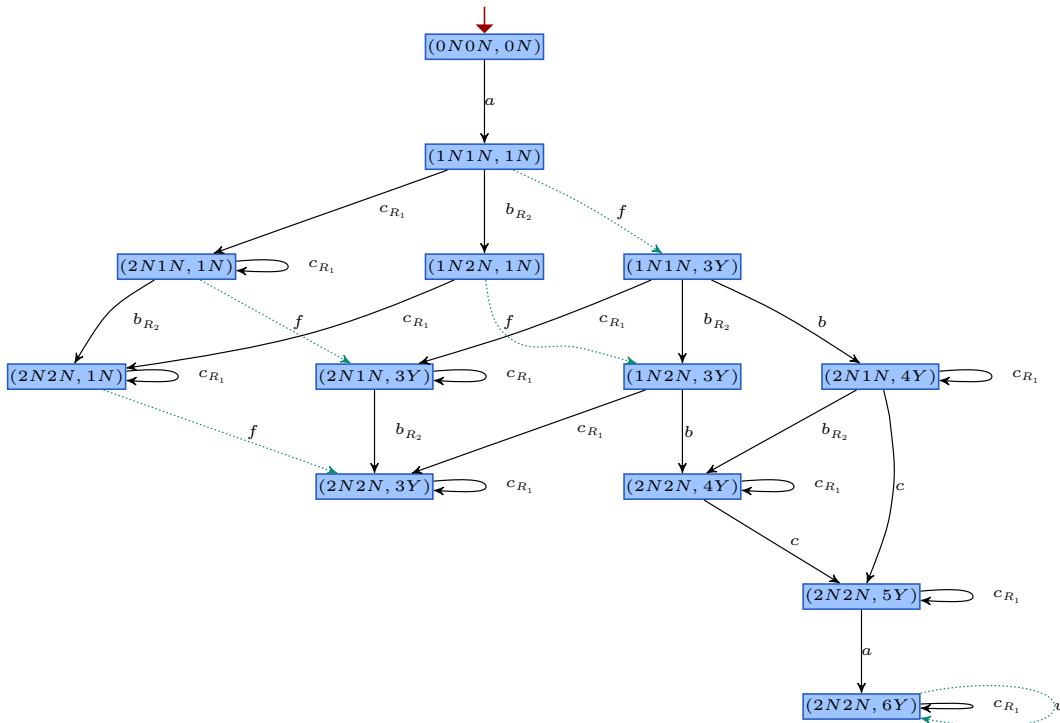 (0N0N, 0N)
a
(1N1N, 1N)
c_{R_1}
b_{R_2}
f
(2N1N, 1N)
c_{R_1}
(1N2N, 1N)
(1N1N, 3Y)
b_{R_2}
f
c_{R_1}
f
c_{R_1}
b_{R_2}
b
(2N2N, 1N)
c_{R_1}
(2N1N, 3Y)
c_{R_1}
(1N2N, 3Y)
(2N1N, 4Y)
c_{R_1}
f
b_{R_2}
c_{R_1}
b
b_{R_2}
(2N2N, 3Y)
c_{R_1}
(2N2N, 4Y)
c_{R_1}
c
c
(2N2N, 5Y)
c_{R_1}
a
(2N2N, 6Y)
c_{R_1}